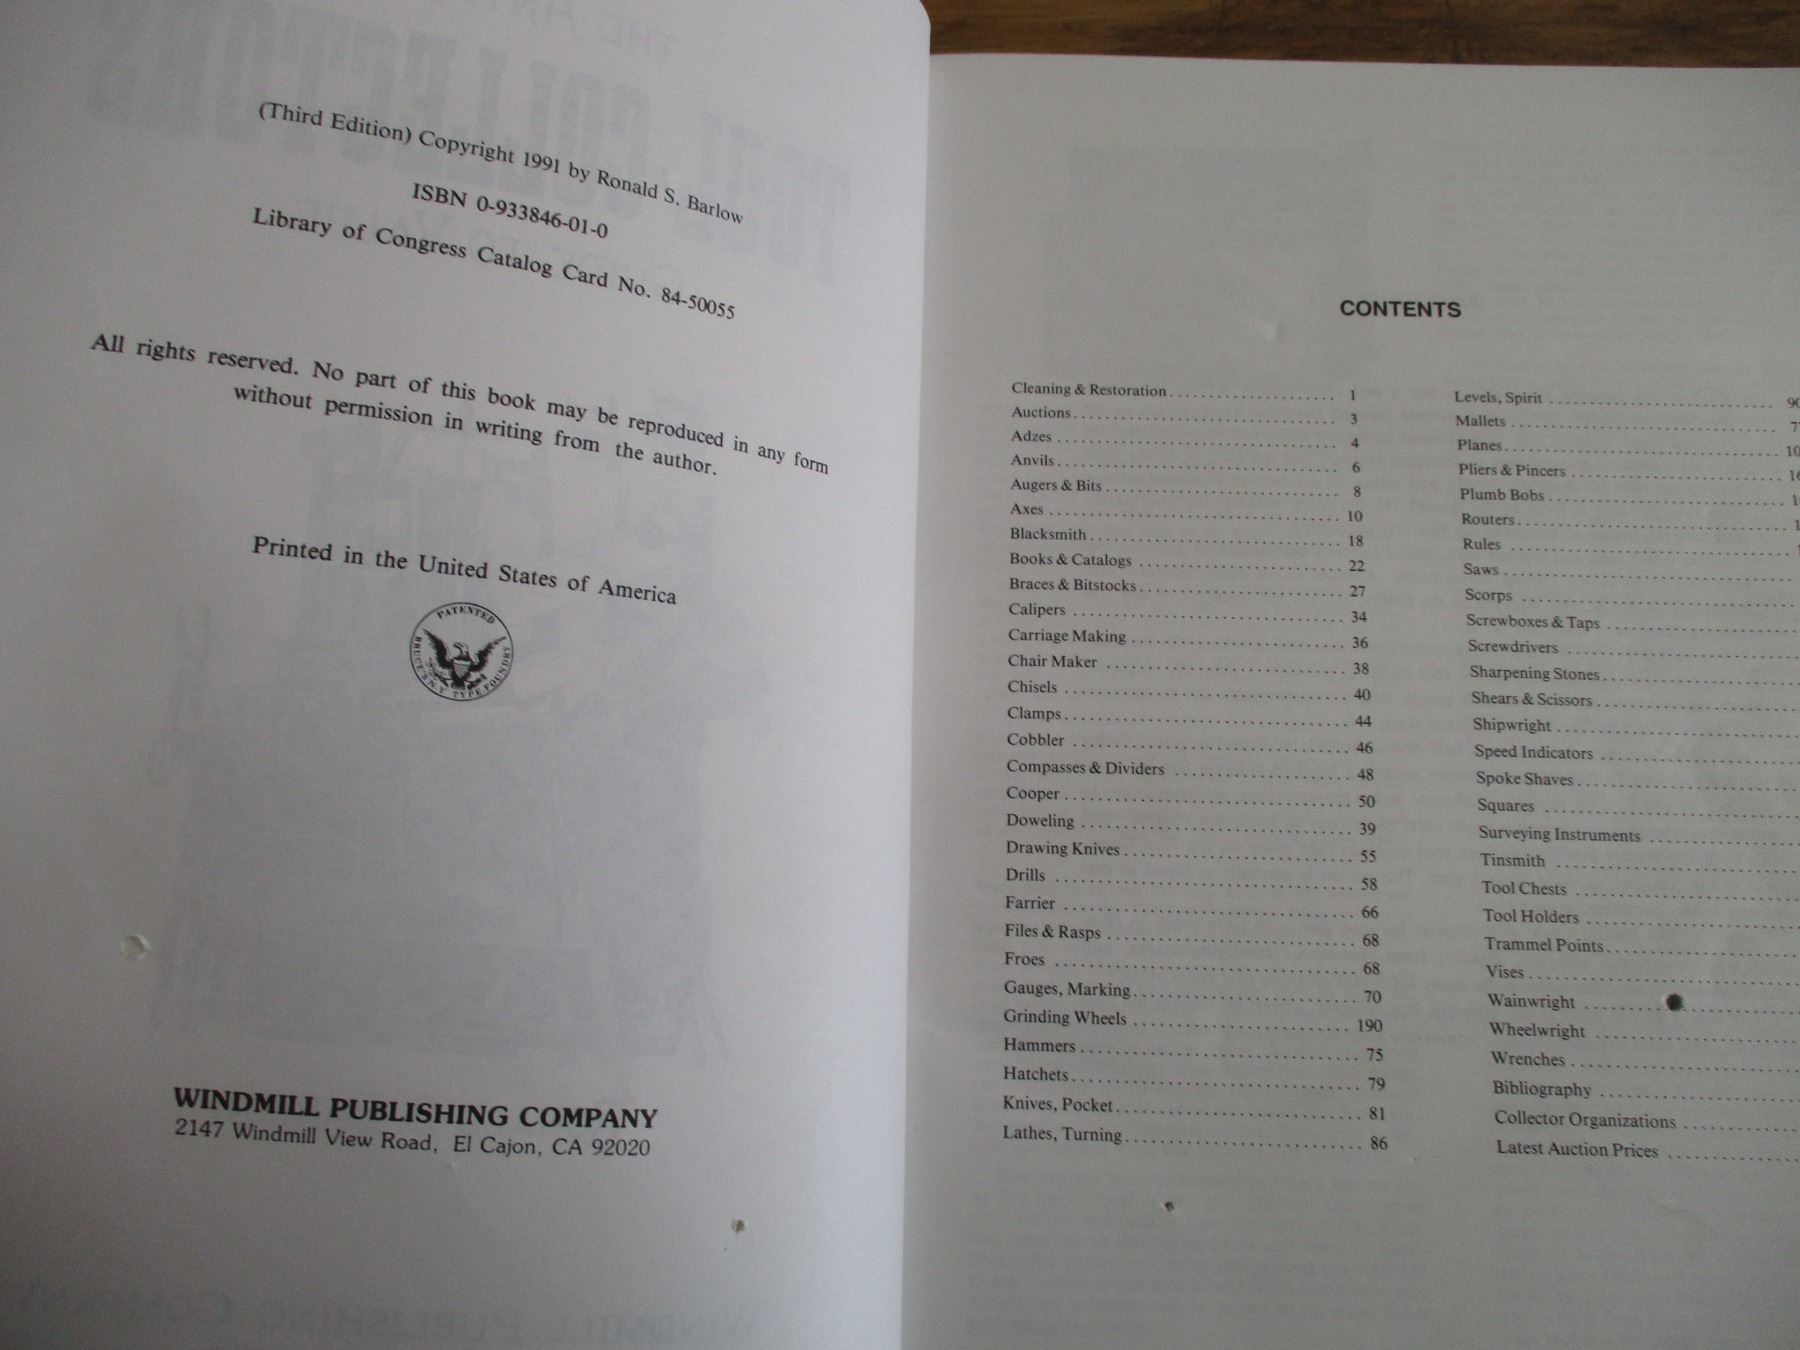 (Third Edition) Copyright 1991 by Ronald S. Barlow
ISBN 0-933846-01-0
Library of Congress Catalog Card No. 84-50055
All rights reserved. No part of this book may be reproduced in any form
without permission in writing from the author.
Printed in the United States of America
PATENTED
BRUCE'S N.Y. TYPEFOUNDRY
WINDMILL PUBLISHING COMPANY
2147 Windmill View Road, El Cajon, CA 92020
CONTENTS
Cleaning & Restoration 1
Auctions 3
Adzes 4
Anvils 6
Augers & Bits 8
Axes 10
Blacksmith 18
Books & Catalogs 22
Braces & Bitstocks 27
Calipers 34
Carriage Making 36
Chair Maker 38
Chisels 40
Clamps 44
Cobbler 46
Compasses & Dividers 48
Cooper 50
Doweling 39
Drawing Knives 55
Drills 58
Farrier 66
Files & Rasps 68
Froes 68
Gauges, Marking 70
Grinding Wheels 190
Hammers 75
Hatchets 79
Knives, Pocket 81
Lathes, Turning 86
Levels, Spirit 90
Mallets
Planes
Pliers & Pincers
Plumb Bobs
Routers
Rules
Saws
Scorps
Screwboxes & Taps
Screwdrivers
Sharpening Stones
Shears & Scissors
Shipwright
Speed Indicators
Spoke Shaves
Squares
Surveying Instruments
Tinsmith
Tool Chests
Tool Holders
Trammel Points
Vises
Wainwright
Wheelwright
Wrenches
Bibliography
Collector Organizations
Latest Auction Prices